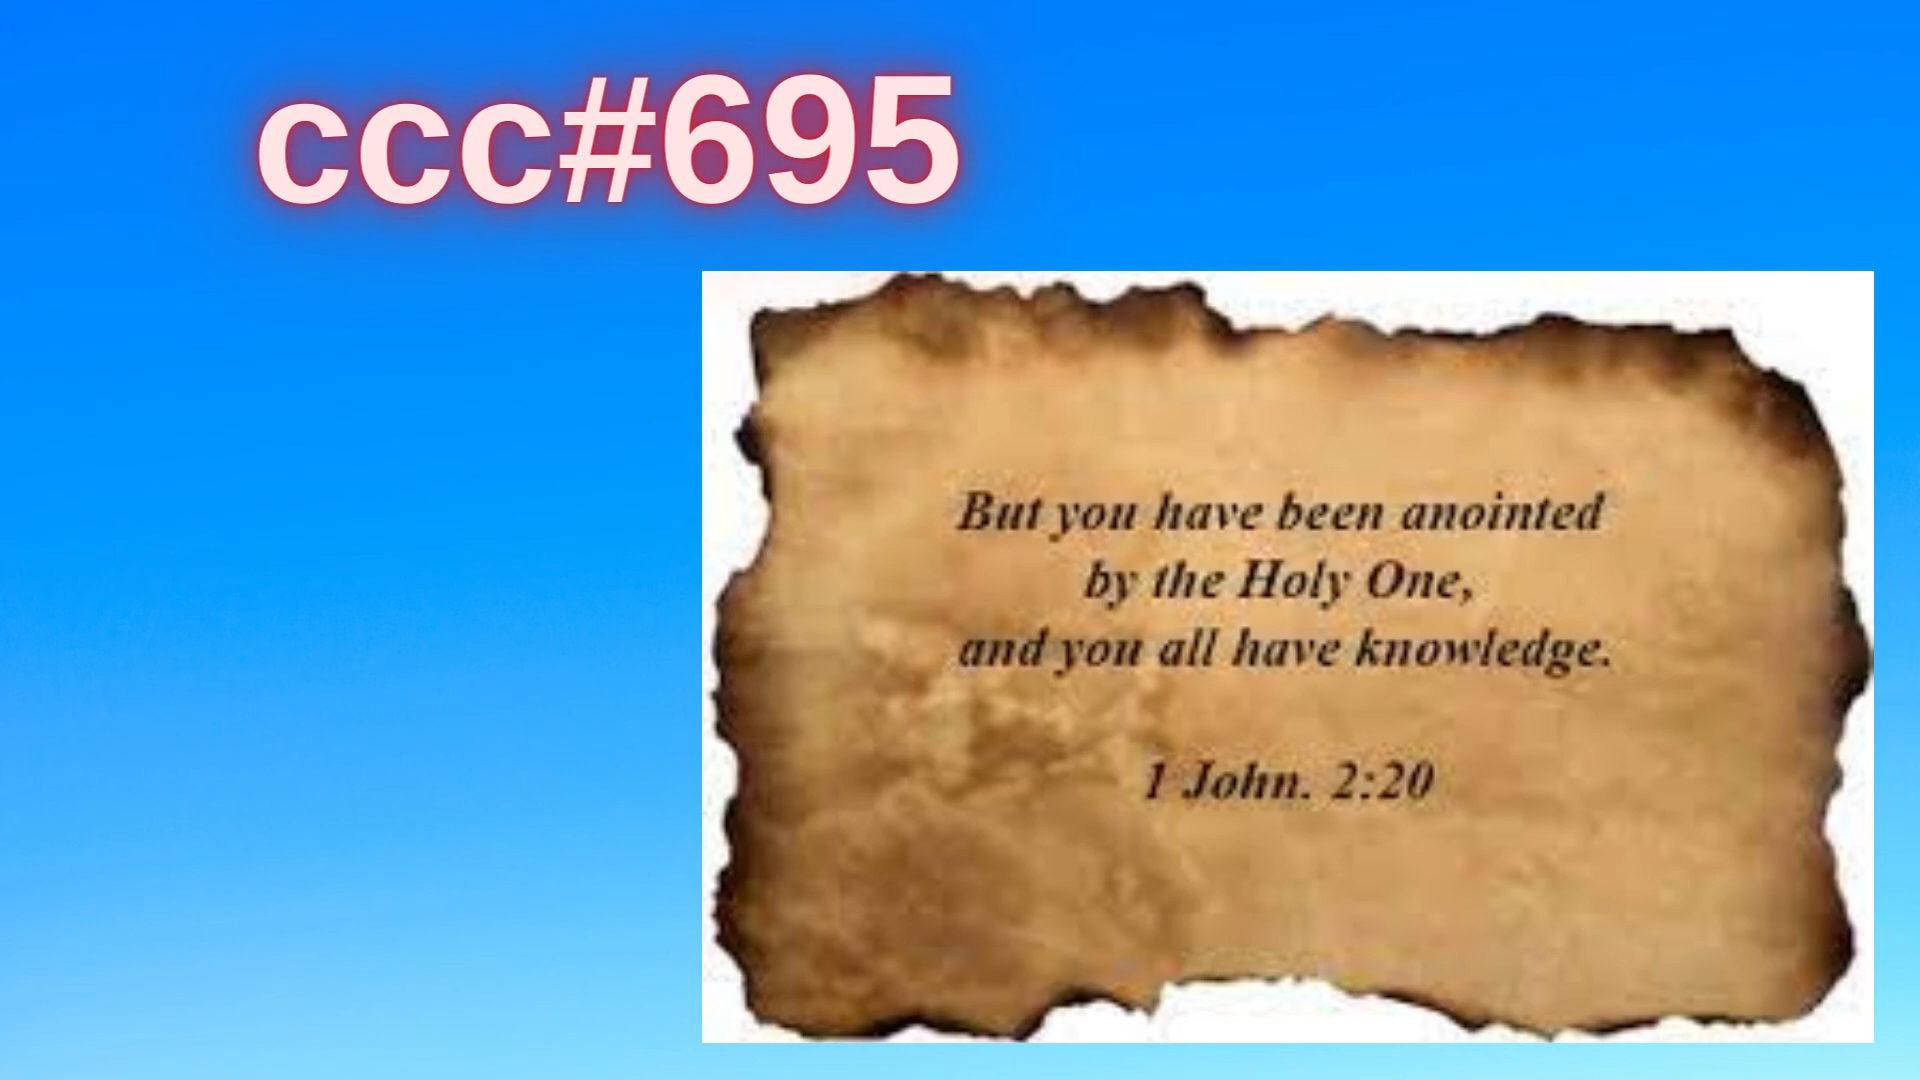 ccc#695
But you have been anointed
by the Holy One,
and you all have knowledge.
1 John. 2:20